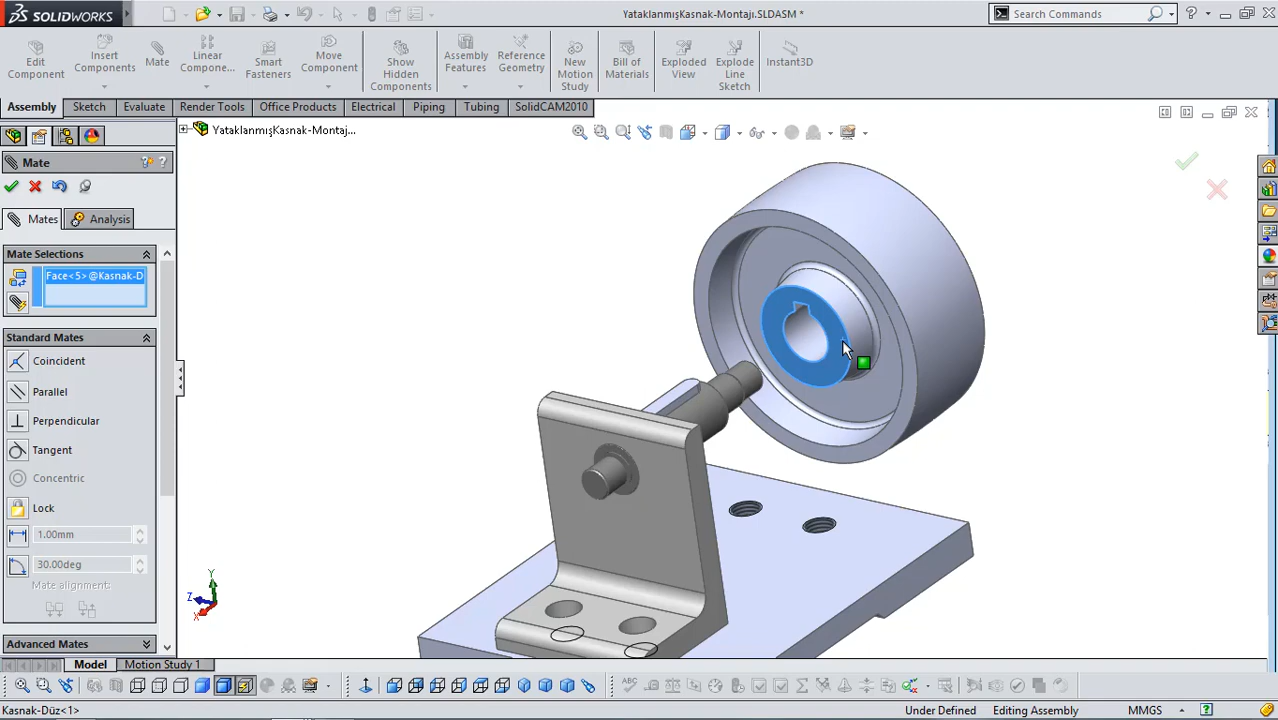 SOLIDWORKS
YataklanmışKasnak-Montajı.SLDASM *
Search Commands
?
Edit Component
Insert Components
Mate
Linear Compone...
Smart Fasteners
Move Component
Show Hidden Components
Assembly Features
Reference Geometry
New Motion Study
Bill of Materials
Exploded View
Explode Line Sketch
Instant3D
Assembly
Sketch
Evaluate
Render Tools
Office Products
Electrical
Piping
Tubing
SolidCAM2010
YataklanmışKasnak-Montaj...
Mate
Mates
Analysis
Mate Selections
Face<5>@Kasnak-D
Standard Mates
Coincident
Parallel
Perpendicular
Tangent
Concentric
Lock
1.00mm
30.00deg
Mate alignment:
Advanced Mates
Y
Z
X
Model
Motion Study 1
Kasnak-Düz<1>
Under Defined
Editing Assembly
MMGS
?